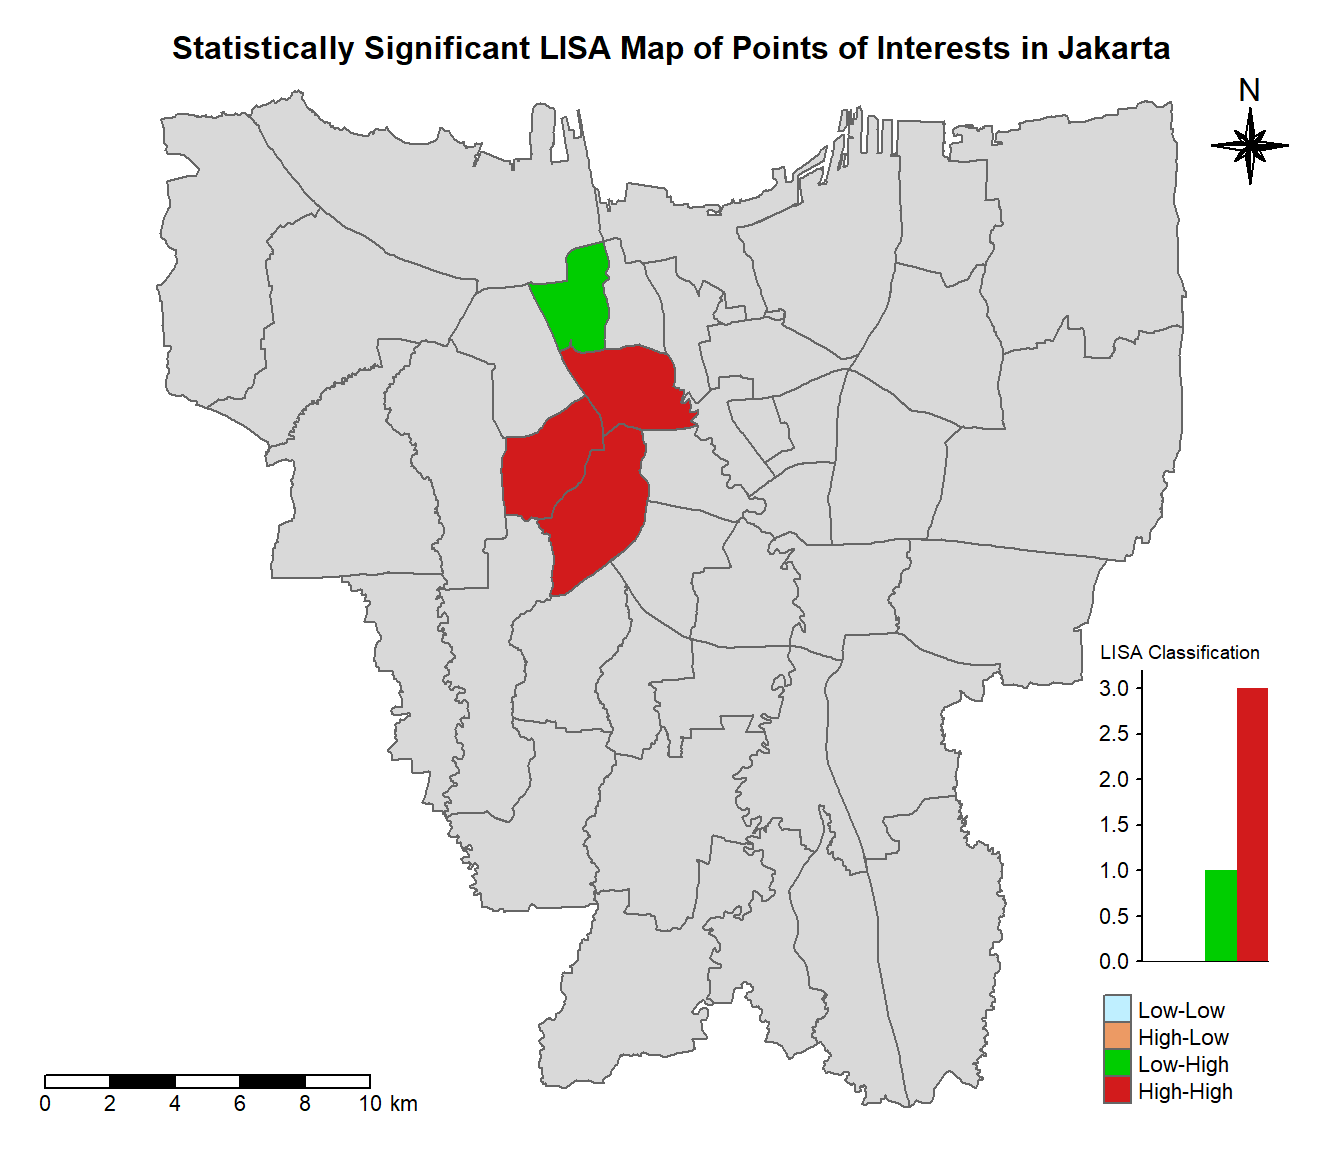 Statistically Significant LISA Map of Points of Interests in Jakarta
N
LISA Classification
3.0
2.5
2.0
1.5
1.0
0.5
0.0
Low-Low
High-Low
Low-High
High-High
0 2 4 6 8 10 km